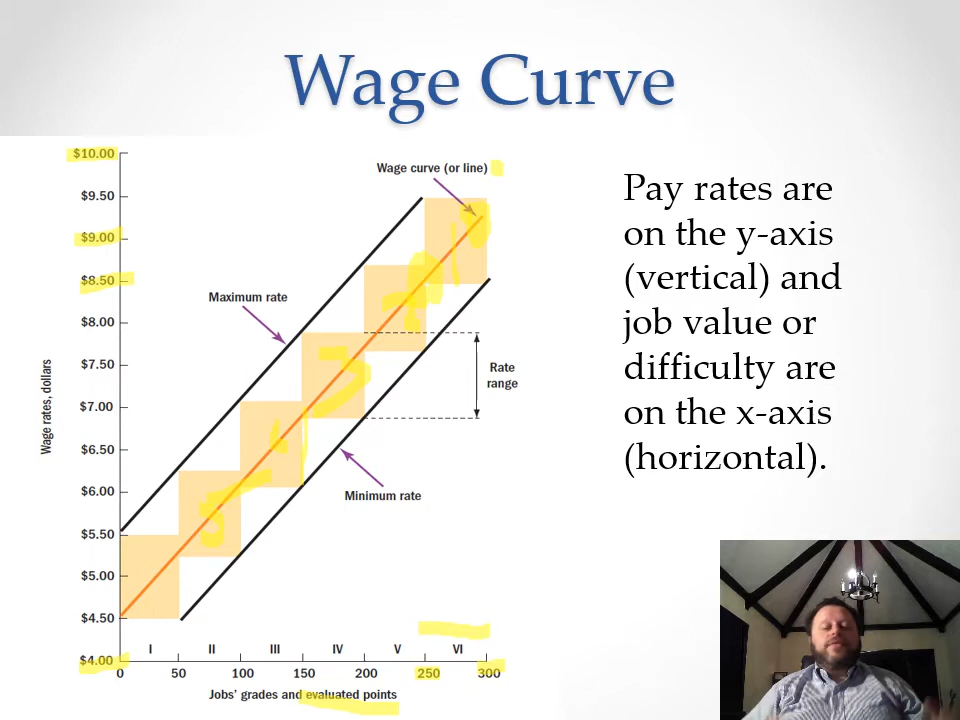 Wage Curve
$10.00
$9.50
$9.00
$8.50
$8.00
$7.50
$7.00
$6.50
$6.00
$5.50
$5.00
$4.50
$4.00
Wage rates, dollars
Wage curve (or line)
Maximum rate
Rate
range
Minimum rate
I II III IV V VI
0 50 100 150 200 250 300
Jobs' grades and evaluated points
Pay rates are
on the y-axis
(vertical) and
job value or
difficulty are
on the x-axis
(horizontal).